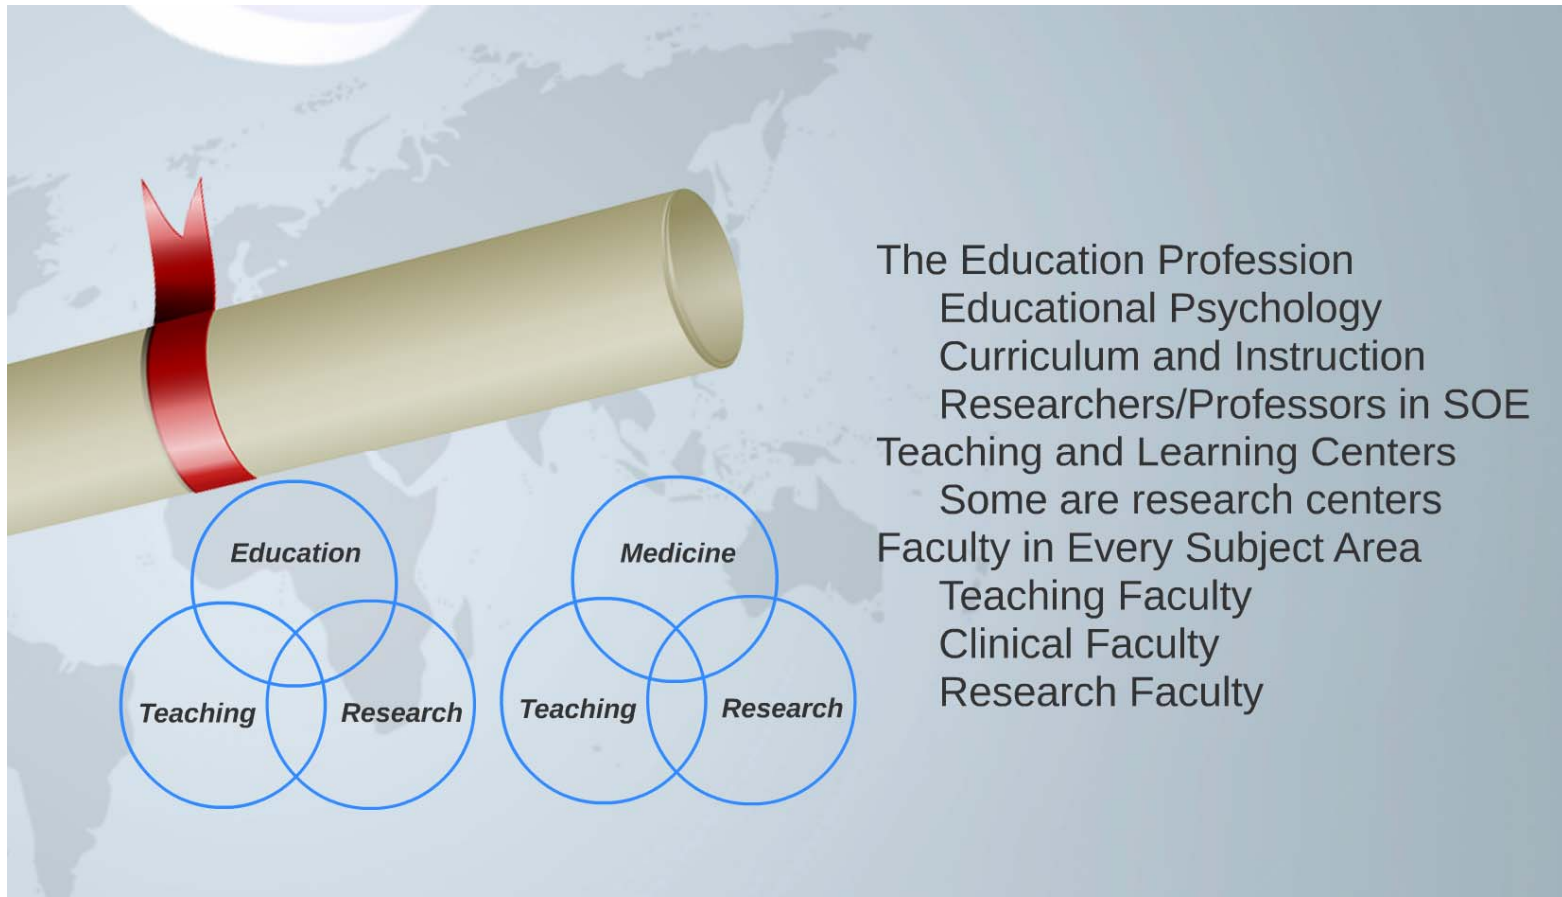 The Education Profession
Educational Psychology
Curriculum and Instruction
Researchers/Professors in SOE
Teaching and Learning Centers
Some are research centers
Faculty in Every Subject Area
Teaching Faculty
Clinical Faculty
Research Faculty
Education
Teaching
Research
Medicine
Teaching
Research